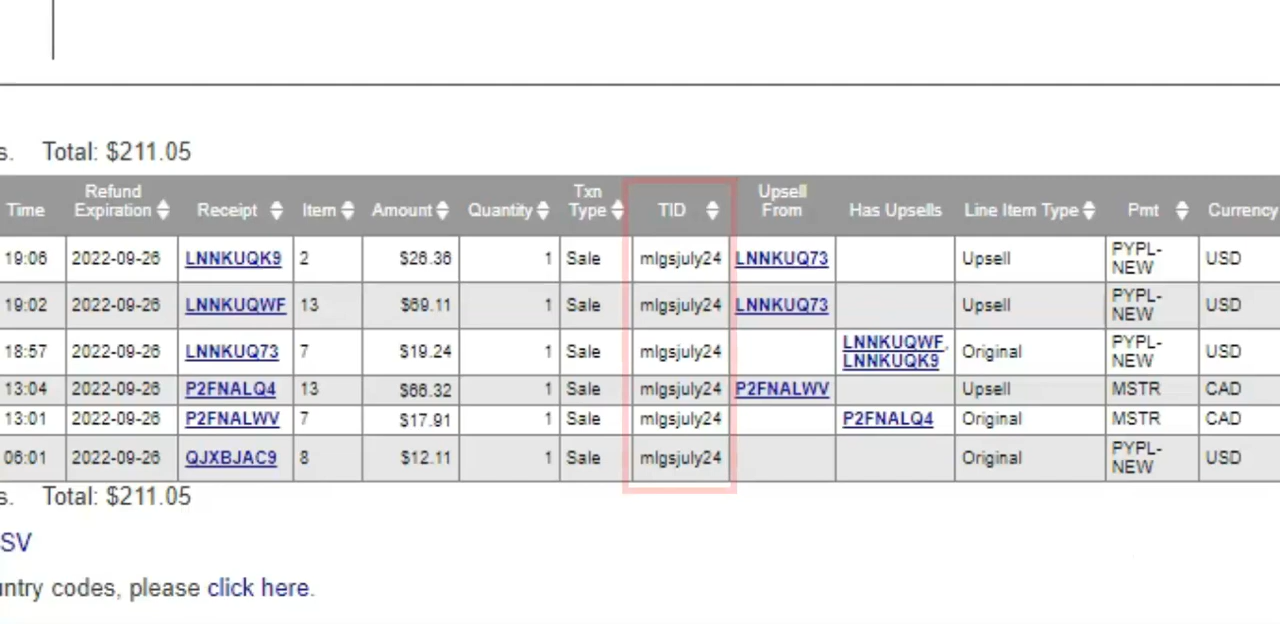 s. Total: $211.05
Time Refund Expiration Receipt Item Amount Quantity Txn Type TID Upsell From Has Upsells Line Item Type Pmt Currency
19:06 2022-09-26 LNNKUQK9 2 $26.36 1 Sale mlgsjuly24 LNNKUQ73 Upsell PYPL-NEW USD
19:02 2022-09-26 LNNKUQWF 13 $69.11 1 Sale mlgsjuly24 LNNKUQ73 Upsell PYPL-NEW USD
18:57 2022-09-26 LNNKUQ73 7 $19.24 1 Sale mlgsjuly24 LNNKUQWF, LNNKUQK9 Original PYPL-NEW USD
13:04 2022-09-26 P2FNALQ4 13 $66.32 1 Sale mlgsjuly24 P2FNALWV Upsell MSTR CAD
13:01 2022-09-26 P2FNALWV 7 $17.91 1 Sale mlgsjuly24 P2FNALQ4 Original MSTR CAD
06:01 2022-09-26 QJXBJAC9 8 $12.11 1 Sale mlgsjuly24 Original PYPL-NEW USD
s. Total: $211.05
SV
untry codes, please click here.